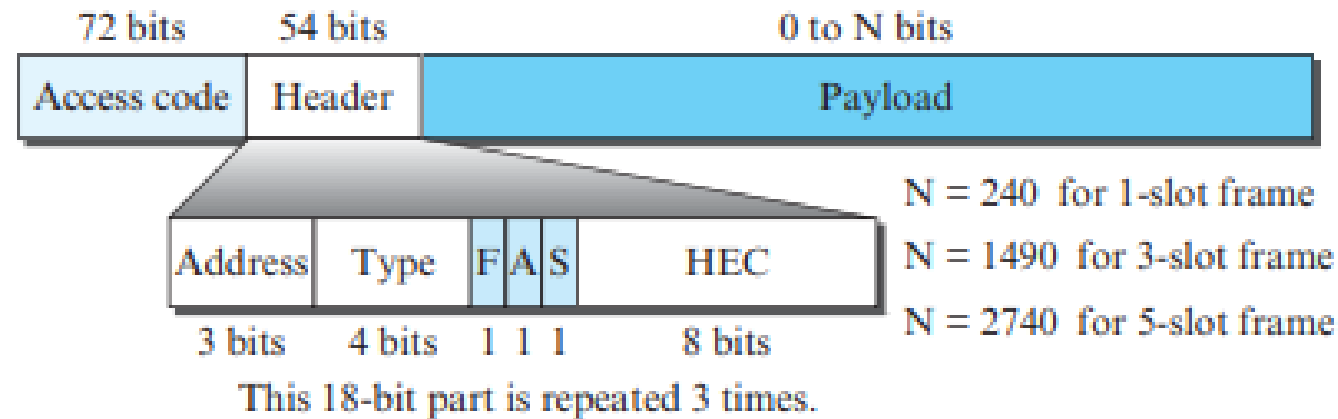 72 bits 54 bits 0 to N bits
Access code Header Payload
N = 240 for 1-slot frame
Address Type F A S HEC
N = 1490 for 3-slot frame
N = 2740 for 5-slot frame
3 bits 4 bits 1 1 1 8 bits
This 18-bit part is repeated 3 times.